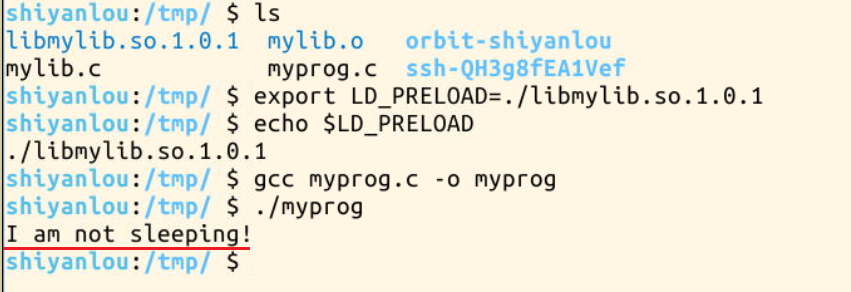 shiyanlou:/tmp/ $ ls
libmylib.so.1.0.1  mylib.o   orbit-shiyanlou
mylib.c            myprog.c  ssh-QH3g8fEA1Vef
shiyanlou:/tmp/ $ export LD_PRELOAD=./libmylib.so.1.0.1
shiyanlou:/tmp/ $ echo $LD_PRELOAD
./libmylib.so.1.0.1
shiyanlou:/tmp/ $ gcc myprog.c -o myprog
shiyanlou:/tmp/ $ ./myprog
I am not sleeping!
shiyanlou:/tmp/ $